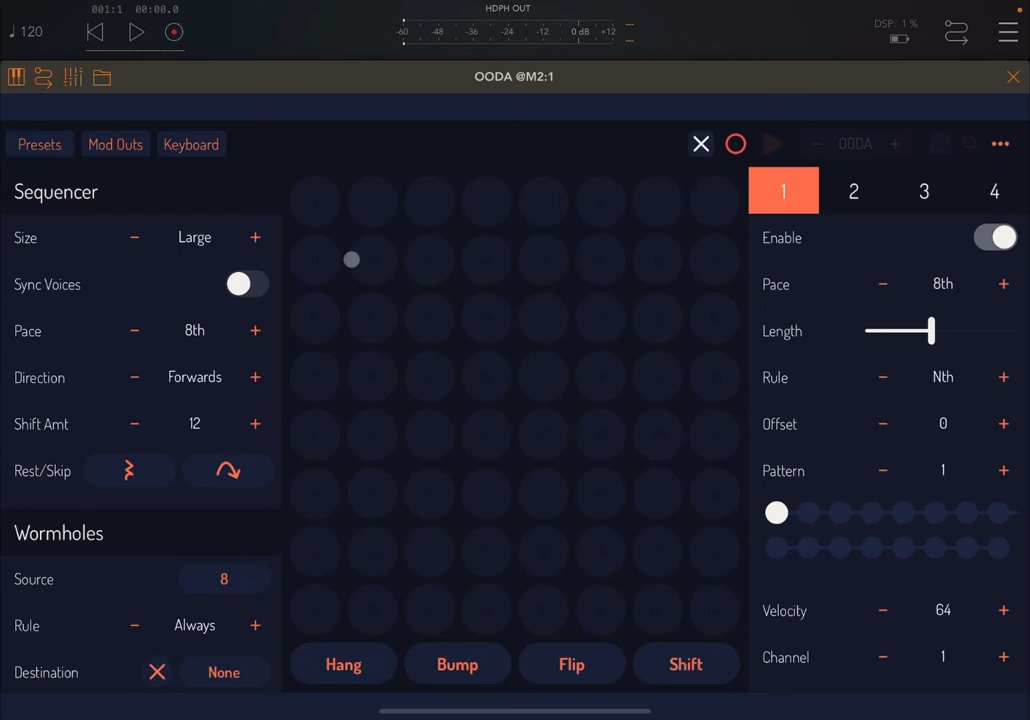 001:1 00:00.0
HDPH OUT
♩ 120
-60 -48 -36 -24 -12 0 dB +12
DSP: 1 %
OODA @M2:1
Presets Mod Outs Keyboard
− OODA +
Sequencer
1 2 3 4
Size − Large +
Enable
Sync Voices
Pace − 8th +
Pace − 8th +
Length
Direction − Forwards +
Rule − Nth +
Shift Amt − 12 +
Offset − 0 +
Rest/Skip
Pattern − 1 +
Wormholes
Source 8
Rule − Always +
Velocity − 64 +
Destination None
Channel − 1 +
Hang Bump Flip Shift